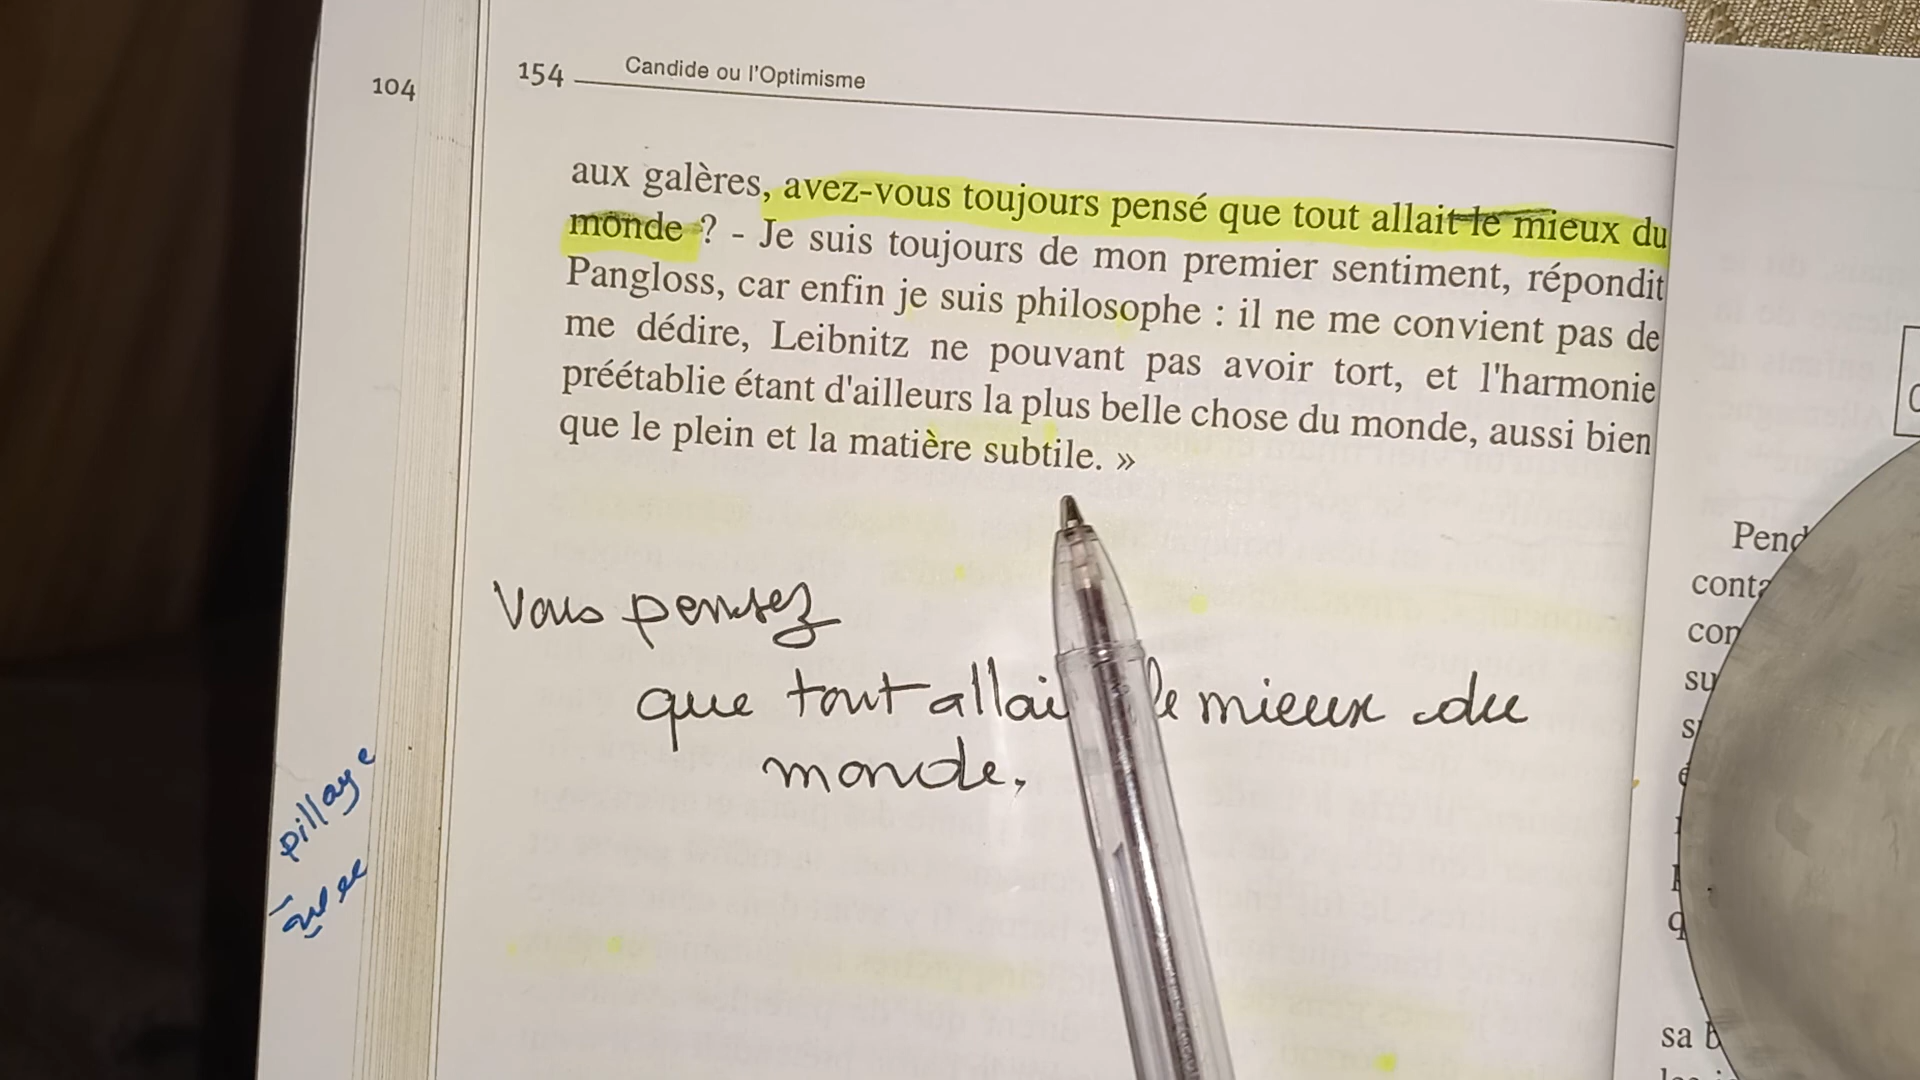 104
154 Candide ou l'Optimisme
aux galères, avez-vous toujours pensé que tout allait le mieux du
monde ? - Je suis toujours de mon premier sentiment, répondit
Pangloss, car enfin je suis philosophe : il ne me convient pas de
me dédire, Leibnitz ne pouvant pas avoir tort, et l'harmonie
préétablie étant d'ailleurs la plus belle chose du monde, aussi bien
que le plein et la matière subtile. »
Vous pensez
que tout allai le mieux du
monde.
pillage
Pend
conta
con
su
sa b